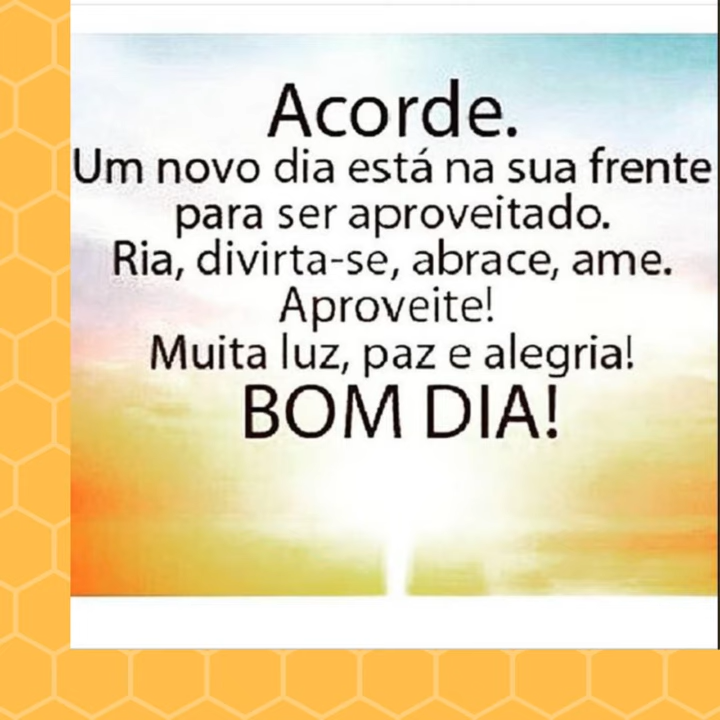 Acorde.
Um novo dia está na sua frente
para ser aproveitado.
Ria, divirta-se, abrace, ame.
Aproveite!
Muita luz, paz e alegria!
BOM DIA!